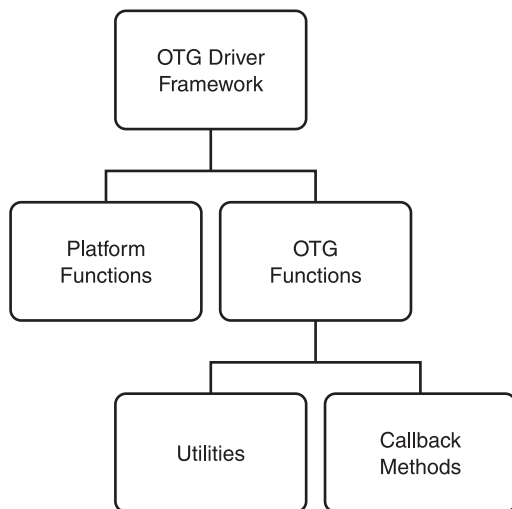 OTG Driver
Framework
Platform
Functions
OTG
Functions
Utilities
Callback
Methods